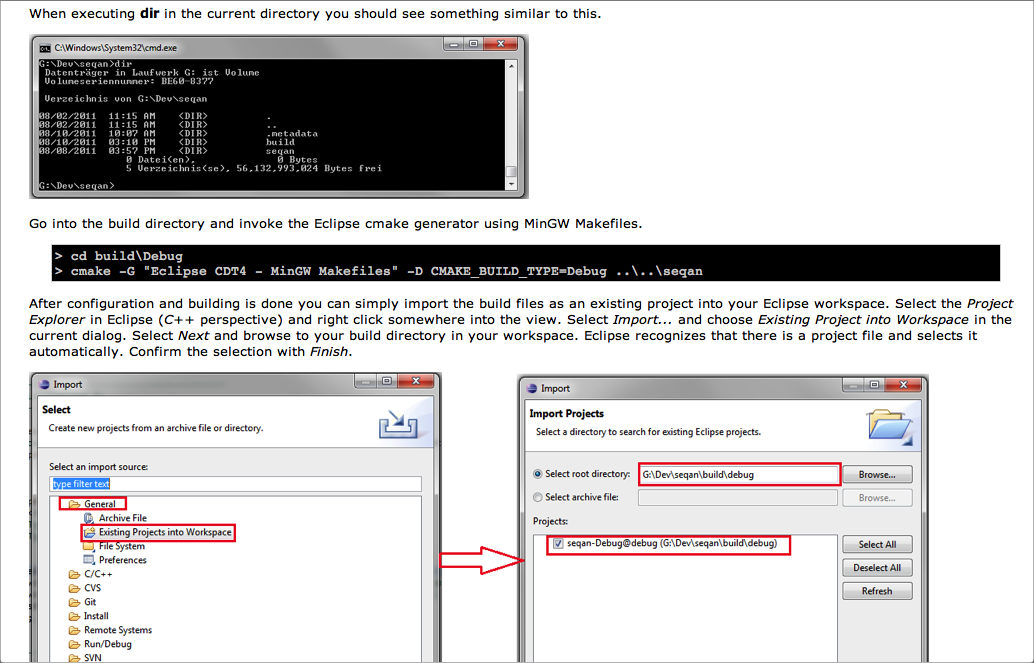 When executing dir in the current directory you should see something similar to this.
C:\Windows\System32\cmd.exe
G:\Dev\seqan>dir
Datenträger in Laufwerk G: ist Volume
Volumeseriennummer: BE60-8377
Verzeichnis von G:\Dev\seqan
08/02/2011  11:15 AM    <DIR>          .
08/02/2011  11:15 AM    <DIR>          ..
08/10/2011  10:07 AM    <DIR>          .metadata
08/10/2011  03:10 PM    <DIR>          build
08/08/2011  03:57 PM    <DIR>          seqan
0 Datei(en),              0 Bytes
5 Verzeichnis(se), 56,132,993,024 Bytes frei
G:\Dev\seqan>
Go into the build directory and invoke the Eclipse cmake generator using MinGW Makefiles.
> cd build\Debug
> cmake -G "Eclipse CDT4 - MinGW Makefiles" -D CMAKE_BUILD_TYPE=Debug ..\..\seqan
After configuration and building is done you can simply import the build files as an existing project into your Eclipse workspace. Select the Project
Explorer in Eclipse (C++ perspective) and right click somewhere into the view. Select Import... and choose Existing Project into Workspace in the
current dialog. Select Next and browse to your build directory in your workspace. Eclipse recognizes that there is a project file and selects it
automatically. Confirm the selection with Finish.
Import
Select
Create new projects from an archive file or directory.
Select an import source:
type filter text
General
Archive File
Existing Projects into Workspace
File System
Preferences
C/C++
CVS
Git
Install
Remote Systems
Run/Debug
SVN
Import
Import Projects
Select a directory to search for existing Eclipse projects.
Select root directory: G:\Dev\seqan\build\debug Browse...
Select archive file: Browse...
Projects:
seqan-Debug@debug (G:\Dev\seqan\build\debug)
Select All
Deselect All
Refresh